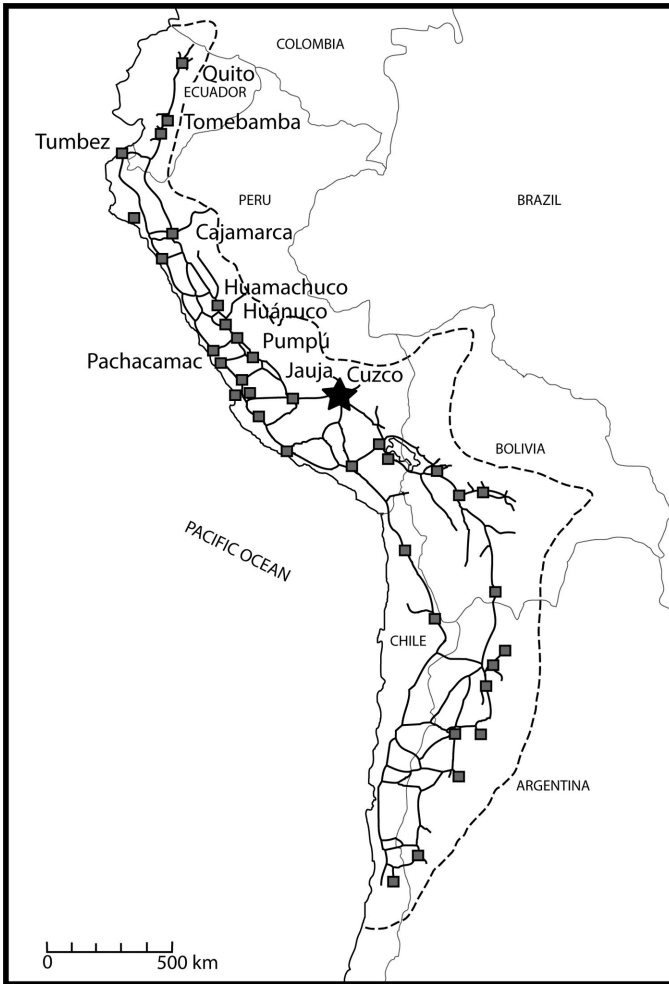 COLOMBIA
Quito
ECUADOR
Tomebamba
Tumbez
PERU
BRAZIL
Cajamarca
Huamachuco
Huánuco
Pumpú
Pachacamac
Jauja
Cuzco
BOLIVIA
PACIFIC OCEAN
CHILE
ARGENTINA
0 500 km